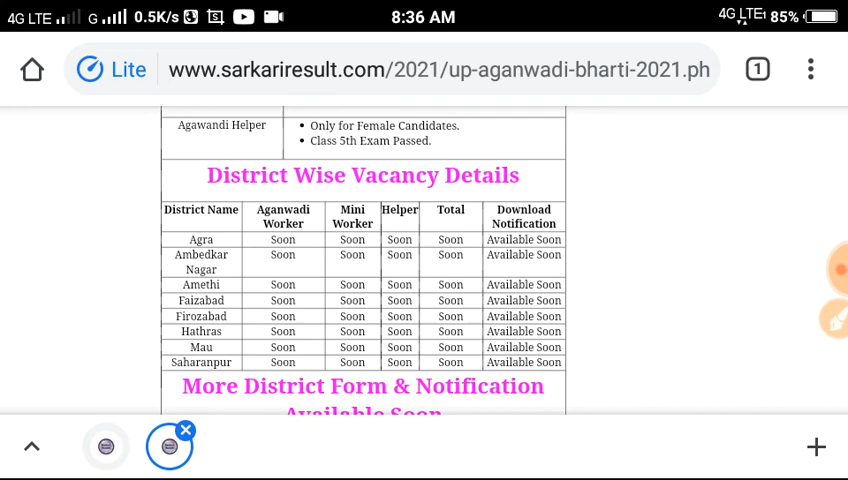 4G LTE G 0.5K/s 8:36 AM 4G LTE1 85%
Lite www.sarkariresult.com/2021/up-aganwadi-bharti-2021.ph 1
Agawandi Helper • Only for Female Candidates.
• Class 5th Exam Passed.
District Wise Vacancy Details
District Name Aganwadi Worker Mini Worker Helper Total Download Notification
Agra Soon Soon Soon Soon Available Soon
Ambedkar Nagar Soon Soon Soon Soon Available Soon
Amethi Soon Soon Soon Soon Available Soon
Faizabad Soon Soon Soon Soon Available Soon
Firozabad Soon Soon Soon Soon Available Soon
Hathras Soon Soon Soon Soon Available Soon
Mau Soon Soon Soon Soon Available Soon
Saharanpur Soon Soon Soon Soon Available Soon
More District Form & Notification
Available Soon